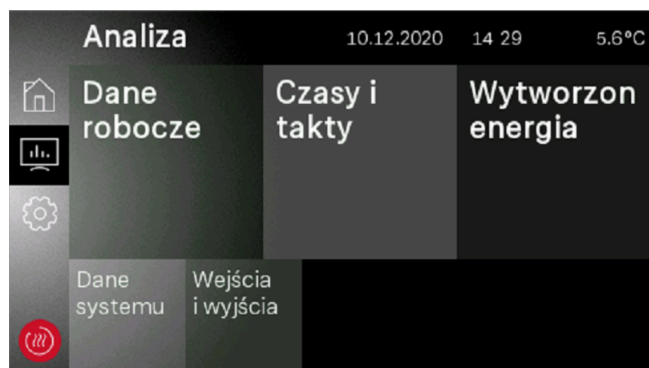 Analiza 10.12.2020 14 29 5.6°C
Dane
robocze
Czasy i
takty
Wytworzon
energia
Dane
systemu
Wejścia
i wyjścia